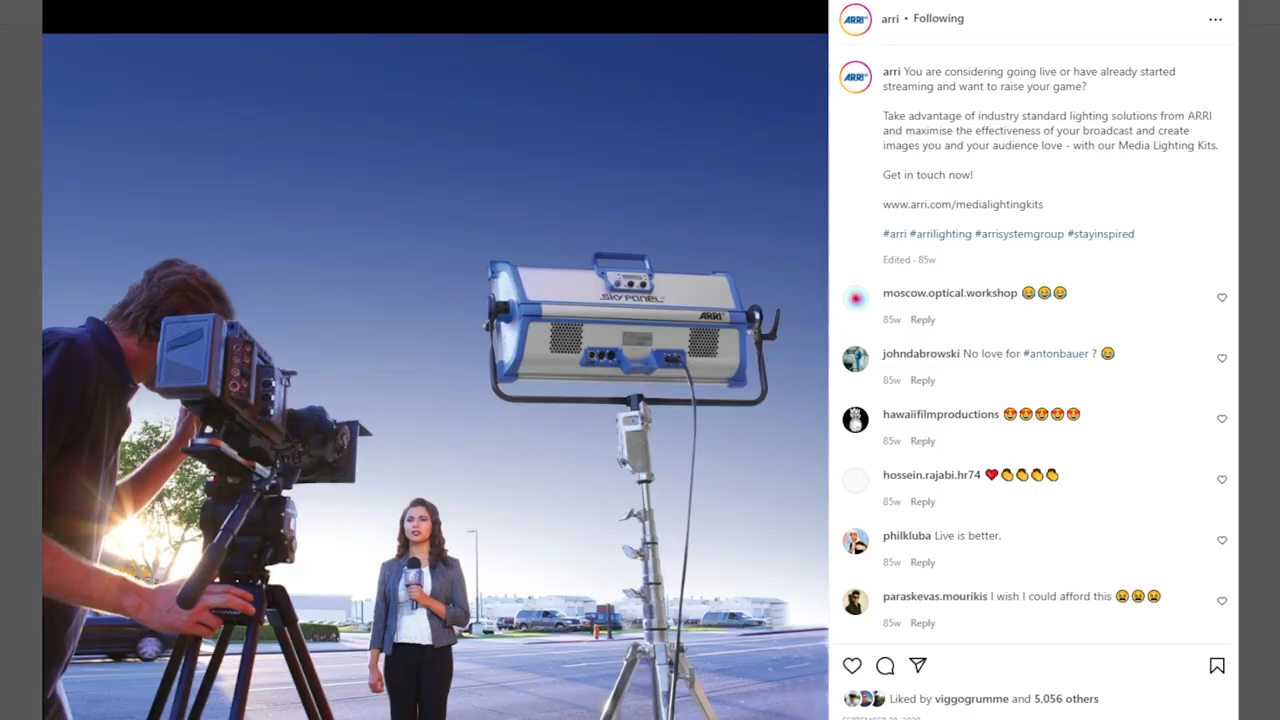 SKYPANEL
ARRI
ARRI
arri • Following
ARRI
arri You are considering going live or have already started
streaming and want to raise your game?
Take advantage of industry standard lighting solutions from ARRI
and maximise the effectiveness of your broadcast and create
images you and your audience love - with our Media Lighting Kits.
Get in touch now!
www.arri.com/medialightingkits
#arri #arrilighting #arrisystemgroup #stayinspired
Edited · 85w
moscow.optical.workshop 😂😂😂
85w Reply
johndabrowski No love for #antonbauer ? 😂
85w Reply
hawaiifilmproductions 😍😍😍😍😍
85w Reply
hossein.rajabi.hr74 ❤️👏👏👏👏
85w Reply
philkluba Live is better.
85w Reply
paraskevas.mourikis I wish I could afford this 😫😫😫
85w Reply
Liked by viggogrumme and 5,056 others